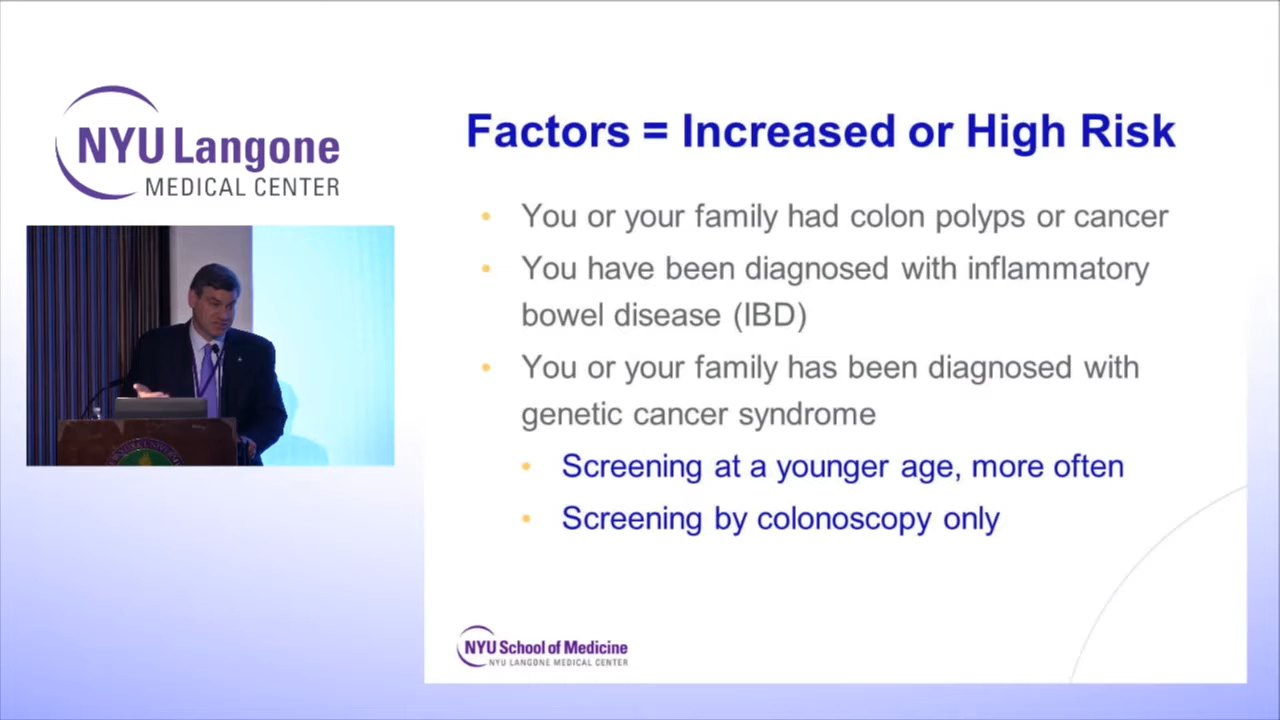 NYU Langone
MEDICAL CENTER
Factors = Increased or High Risk
• You or your family had colon polyps or cancer
• You have been diagnosed with inflammatory
bowel disease (IBD)
• You or your family has been diagnosed with
genetic cancer syndrome
• Screening at a younger age, more often
• Screening by colonoscopy only
NYU School of Medicine
NYU LANGONE MEDICAL CENTER